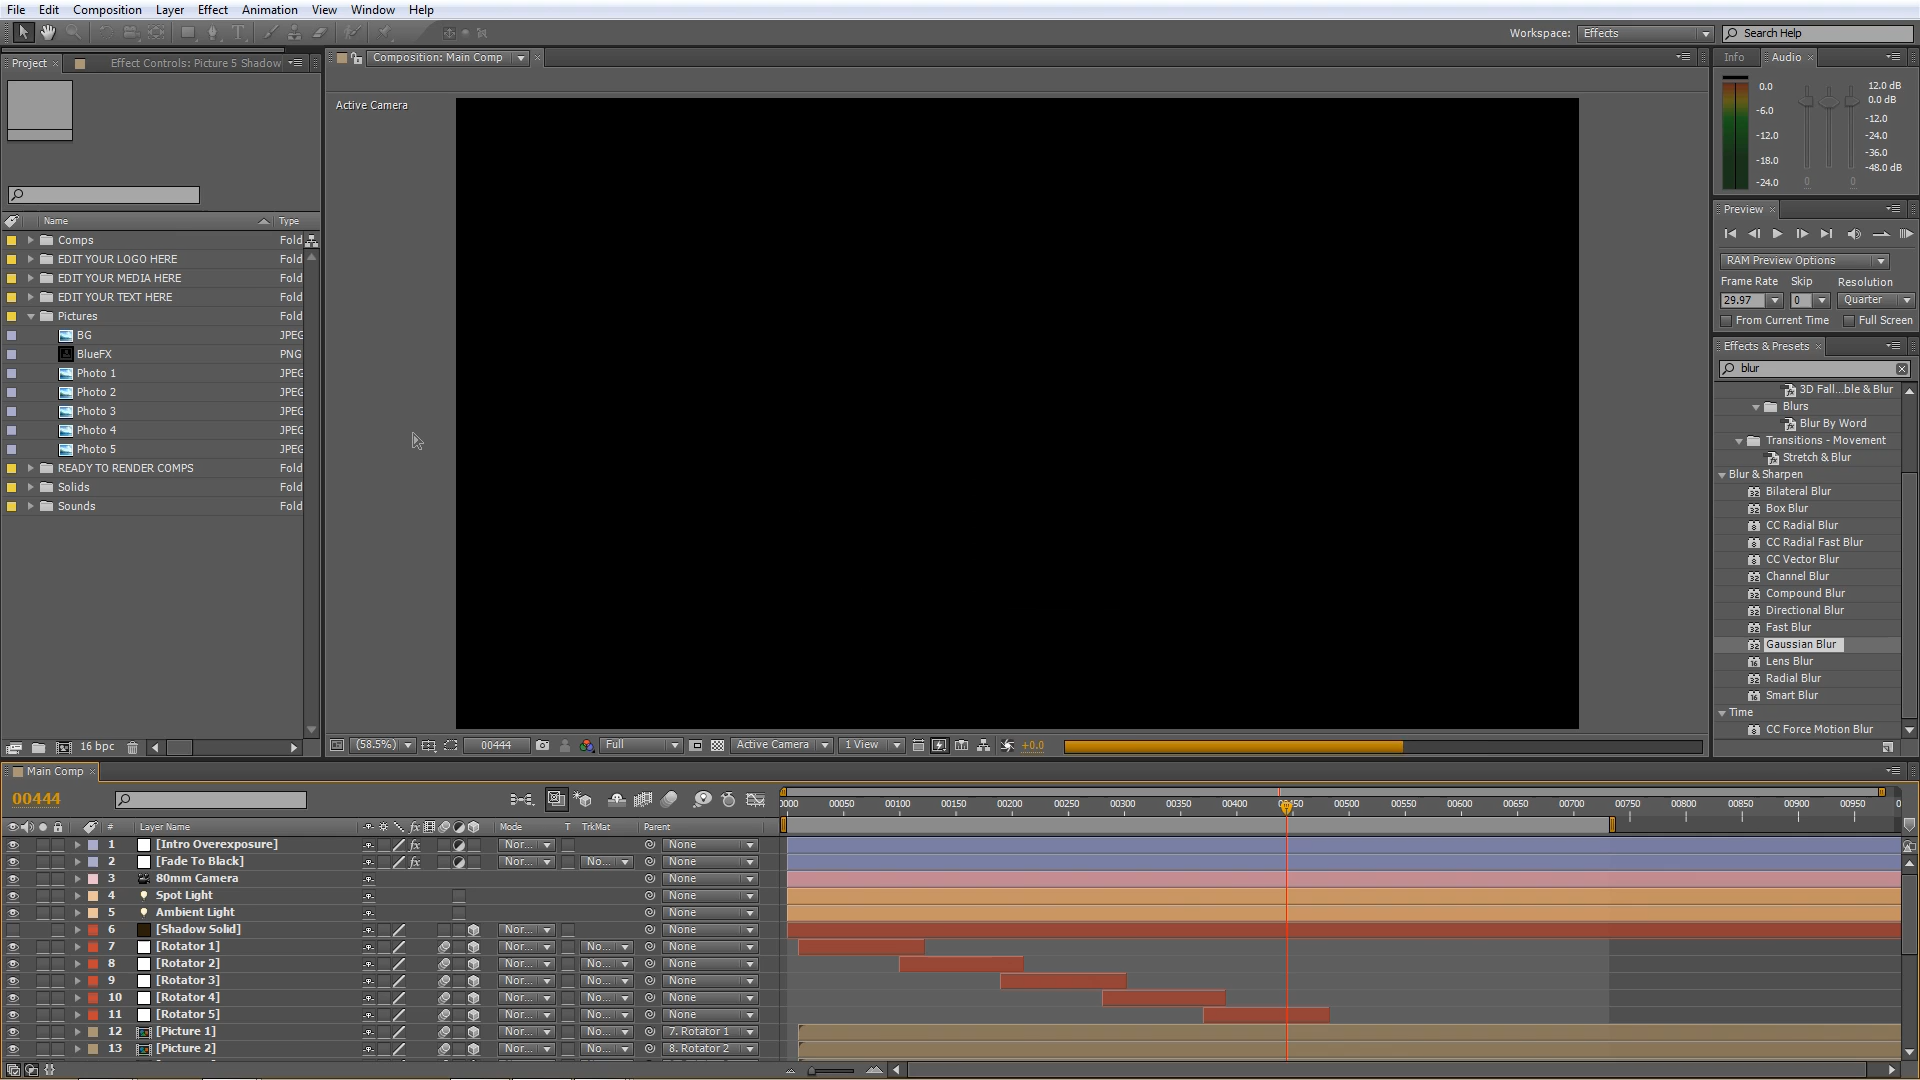 File Edit Composition Layer Effect Animation View Window Help
Workspace: Effects Search Help
Project Effect Controls: Picture 5 Shadow
Composition: Main Comp
Info Audio
Active Camera
0.0
-6.0
-12.0
-18.0
-24.0
12.0 dB
0.0 dB
-12.0
-24.0
-36.0
-48.0 dB
0 0
Preview
RAM Preview Options
Frame Rate Skip Resolution
29.97 0 Quarter
From Current Time Full Screen
Effects & Presets
blur
3D Fall...ble & Blur
Blurs
Blur By Word
Transitions - Movement
Stretch & Blur
Blur & Sharpen
Bilateral Blur
Box Blur
CC Radial Blur
CC Radial Fast Blur
CC Vector Blur
Channel Blur
Compound Blur
Directional Blur
Fast Blur
Gaussian Blur
Lens Blur
Radial Blur
Smart Blur
Time
CC Force Motion Blur
Name Type
Comps Fold
EDIT YOUR LOGO HERE Fold
EDIT YOUR MEDIA HERE Fold
EDIT YOUR TEXT HERE Fold
Pictures Fold
BG JPEG
BlueFX PNG
Photo 1 JPEG
Photo 2 JPEG
Photo 3 JPEG
Photo 4 JPEG
Photo 5 JPEG
READY TO RENDER COMPS Fold
Solids Fold
Sounds Fold
16 bpc
(58.5%) 00444 Full Active Camera 1 View +0.0
Main Comp
00444
0000 00050 00100 00150 00200 00250 00300 00350 00400 00450 00500 00550 00600 00650 00700 00750 00800 00850 00900 00950 0
# Layer Name fx Mode T TrkMat Parent
1 [Intro Overexposure] fx Nor... None
2 [Fade To Black] fx Nor... No... None
3 80mm Camera None
4 Spot Light None
5 Ambient Light None
6 [Shadow Solid] Nor... None
7 [Rotator 1] Nor... No... None
8 [Rotator 2] Nor... No... None
9 [Rotator 3] Nor... No... None
10 [Rotator 4] Nor... No... None
11 [Rotator 5] Nor... No... None
12 [Picture 1] Nor... No... 7. Rotator 1
13 [Picture 2] Nor... No... 8. Rotator 2